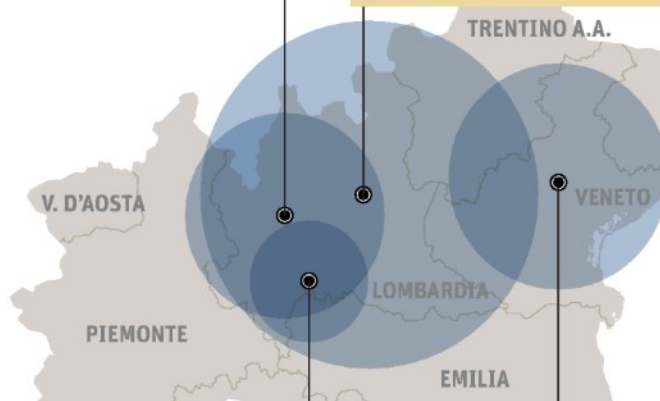 TRENTINO A.A.
V. D'AOSTA
VENETO
LOMBARDIA
PIEMONTE
EMILIA